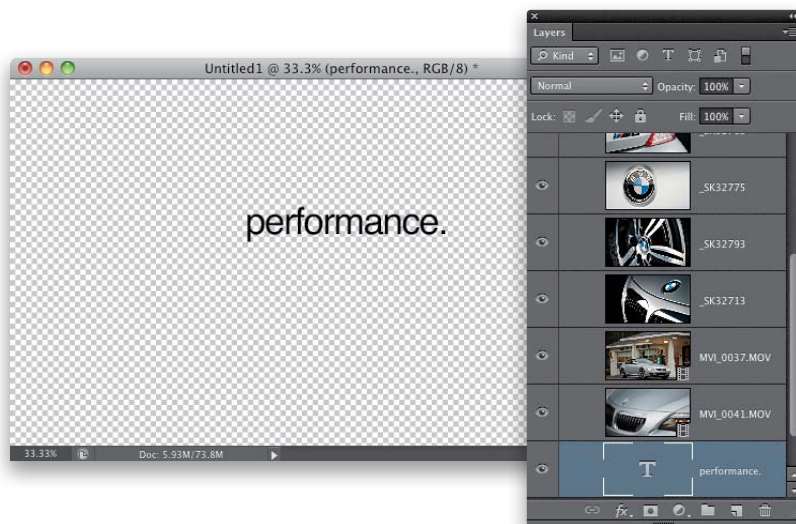 Untitled1 @ 33.3% (performance., RGB/8) *
performance.
33.33%
Doc: 5.93M/73.8M
Layers
Kind
Normal
Opacity: 100%
Lock:
Fill: 100%
_SK32775
_SK32793
_SK32713
MVI_0037.MOV
MVI_0041.MOV
T
performance.
fx